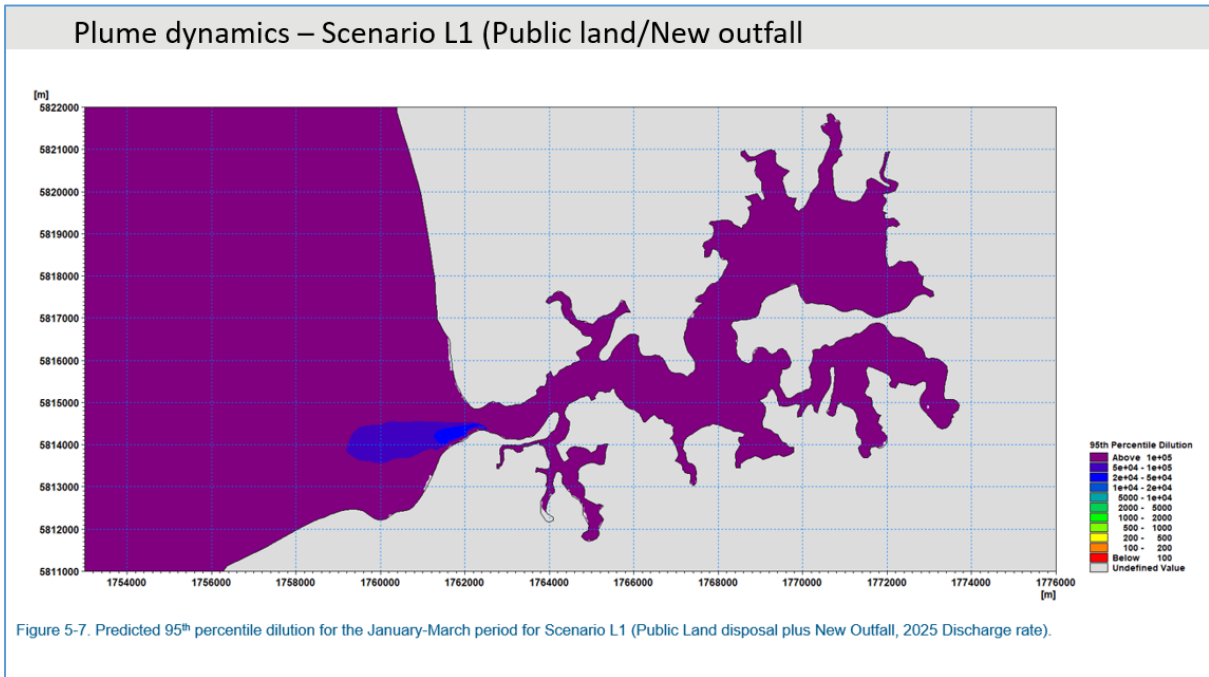 Plume dynamics – Scenario L1 (Public land/New outfall
[m]
5822000
5821000
5820000
5819000
5818000
5817000
5816000
5815000
5814000
5813000
5812000
5811000
1754000 1756000 1758000 1760000 1762000 1764000 1766000 1768000 1770000 1772000 1774000 1776000
[m]
95th Percentile Dilution
Above 1e+05
5e+04 - 1e+05
2e+04 - 5e+04
1e+04 - 2e+04
5000 - 1e+04
2000 - 5000
1000 - 2000
500 - 1000
200 - 500
100 - 200
Below 100
Undefined Value
Figure 5-7. Predicted 95th percentile dilution for the January-March period for Scenario L1 (Public Land disposal plus New Outfall, 2025 Discharge rate).